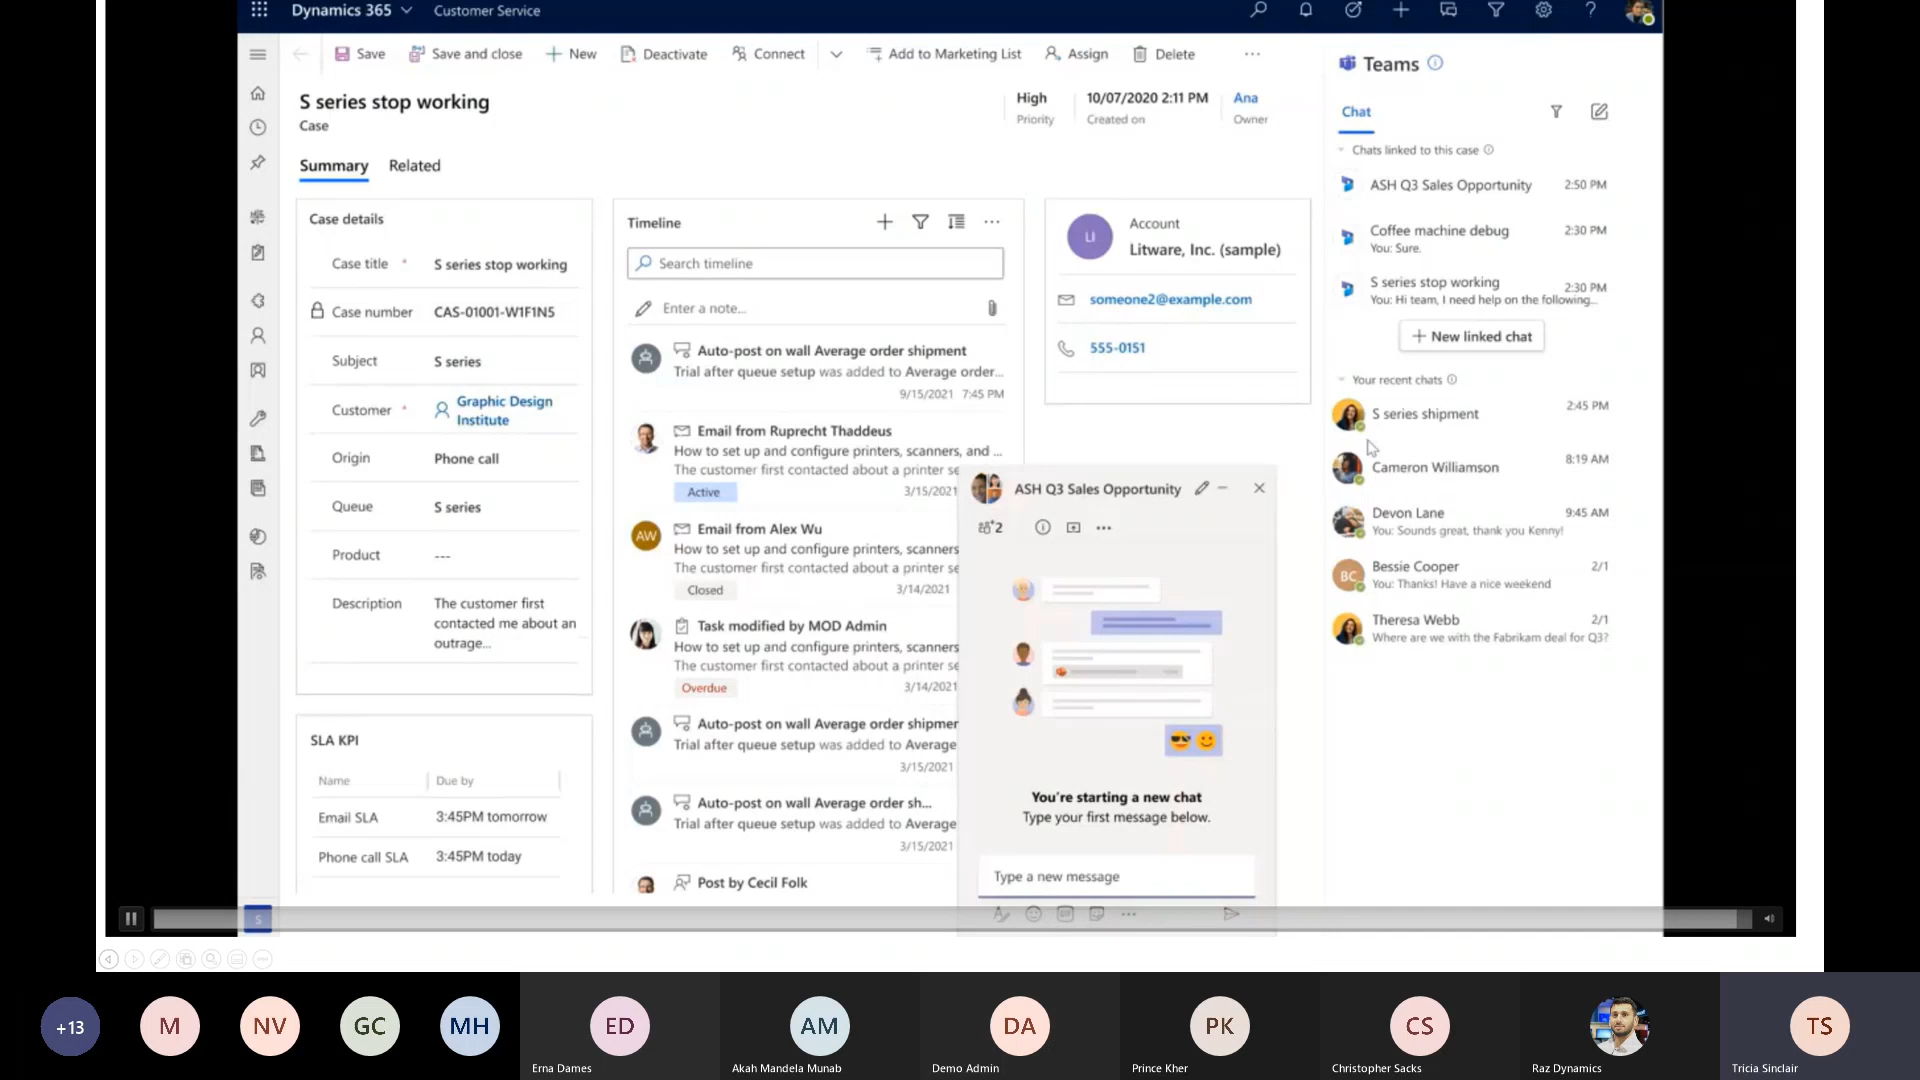 Dynamics 365
Customer Service
Save
Save and close
New
Deactivate
Connect
Add to Marketing List
Assign
Delete
S series stop working
Case
High
Priority
10/07/2020 2:11 PM
Created on
Ana
Owner
Summary
Related
Case details
Case title *
S series stop working
Case number
CAS-01001-W1F1N5
Subject
S series
Customer *
Graphic Design
Institute
Origin
Phone call
Queue
S series
Product
---
Description
The customer first
contacted me about an
outrage...
SLA KPI
Name
Due by
Email SLA
3:45PM tomorrow
Phone call SLA
3:45PM today
S
Timeline
Search timeline
Enter a note...
Auto-post on wall Average order shipment
Trial after queue setup was added to Average order...
9/15/2021 7:45 PM
Email from Ruprecht Thaddeus
How to set up and configure printers, scanners, and ...
The customer first contacted about a printer se
Active
3/15/2021
AW
Email from Alex Wu
How to set up and configure printers, scanners
The customer first contacted about a printer se
Closed
3/14/2021
Task modified by MOD Admin
How to set up and configure printers, scanners
The customer first contacted about a printer se
Overdue
3/14/2021
Auto-post on wall Average order shipmer
Trial after queue setup was added to Average
3/15/2021
Auto-post on wall Average order sh...
Trial after queue setup was added to Average
3/15/2021
Post by Cecil Folk
LI
Account
Litware, Inc. (sample)
someone2@example.com
555-0151
ASH Q3 Sales Opportunity
2
You're starting a new chat
Type your first message below.
Type a new message
Teams
Chat
Chats linked to this case
ASH Q3 Sales Opportunity
2:50 PM
Coffee machine debug
2:30 PM
You: Sure.
S series stop working
2:30 PM
You: Hi team, I need help on the following...
New linked chat
Your recent chats
S series shipment
2:45 PM
Cameron Williamson
8:19 AM
Devon Lane
9:45 AM
You: Sounds great, thank you Kenny!
BC
Bessie Cooper
2/1
You: Thanks! Have a nice weekend
Theresa Webb
2/1
Where are we with the Fabrikam deal for Q3?
+13
M
NV
GC
MH
ED
Erna Dames
AM
Akah Mandela Munab
DA
Demo Admin
PK
Prince Kher
CS
Christopher Sacks
Raz Dynamics
TS
Tricia Sinclair